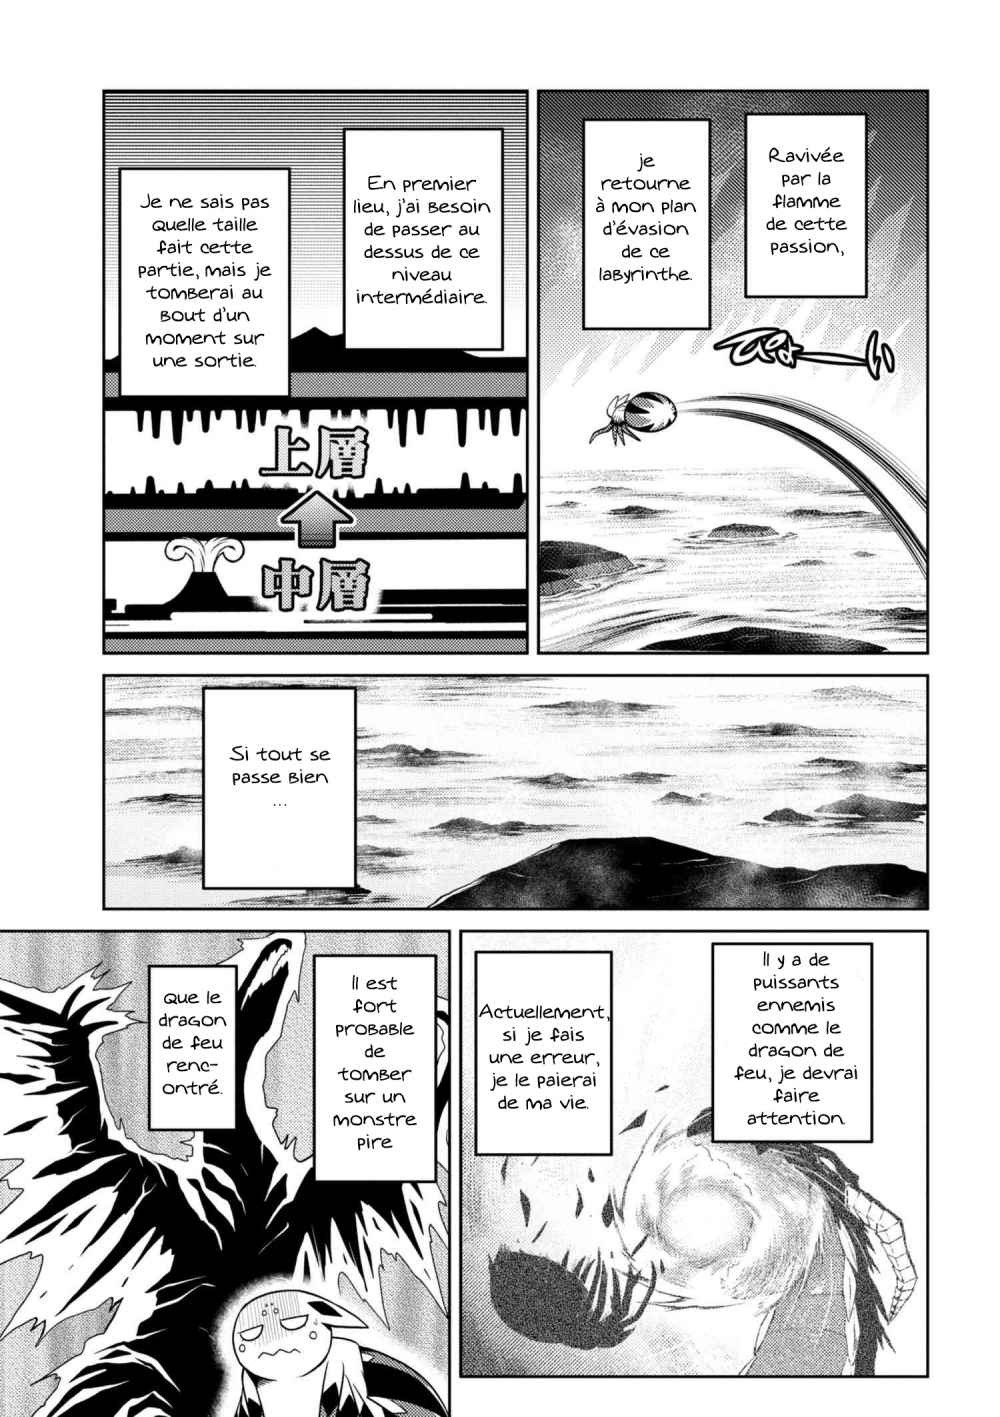 Ravivée
par la
flamme
de cette
passion,
je
retourne
à mon plan
d'évasion
de ce
labyrinthe.
En premier
lieu, j'ai besoin
de passer au
dessus de ce
niveau
intermédiaire.
Je ne sais pas
quelle taille
fait cette
partie, mais je
tomberai au
bout d'un
moment sur
une sortie.
上層
中層
Si tout se
passe bien
...
Il y a de
puissants
ennemis
comme le
dragon de
feu, je devrai
faire
attention.
Actuellement,
si je fais
une erreur,
je le paierai
de ma vie.
Il est
fort
probable
de
tomber
sur un
monstre
pire
que le
dragon
de feu
renc-
ontré.